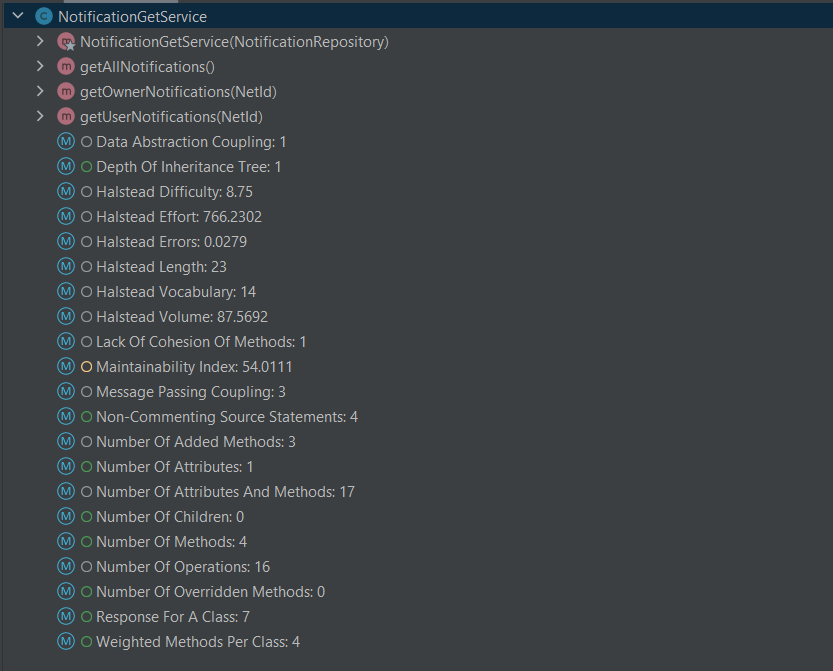 NotificationGetService
NotificationGetService(NotificationRepository)
getAllNotifications()
getOwnerNotifications(NetId)
getUserNotifications(NetId)
Data Abstraction Coupling: 1
Depth Of Inheritance Tree: 1
Halstead Difficulty: 8.75
Halstead Effort: 766.2302
Halstead Errors: 0.0279
Halstead Length: 23
Halstead Vocabulary: 14
Halstead Volume: 87.5692
Lack Of Cohesion Of Methods: 1
Maintainability Index: 54.0111
Message Passing Coupling: 3
Non-Commenting Source Statements: 4
Number Of Added Methods: 3
Number Of Attributes: 1
Number Of Attributes And Methods: 17
Number Of Children: 0
Number Of Methods: 4
Number Of Operations: 16
Number Of Overridden Methods: 0
Response For A Class: 7
Weighted Methods Per Class: 4